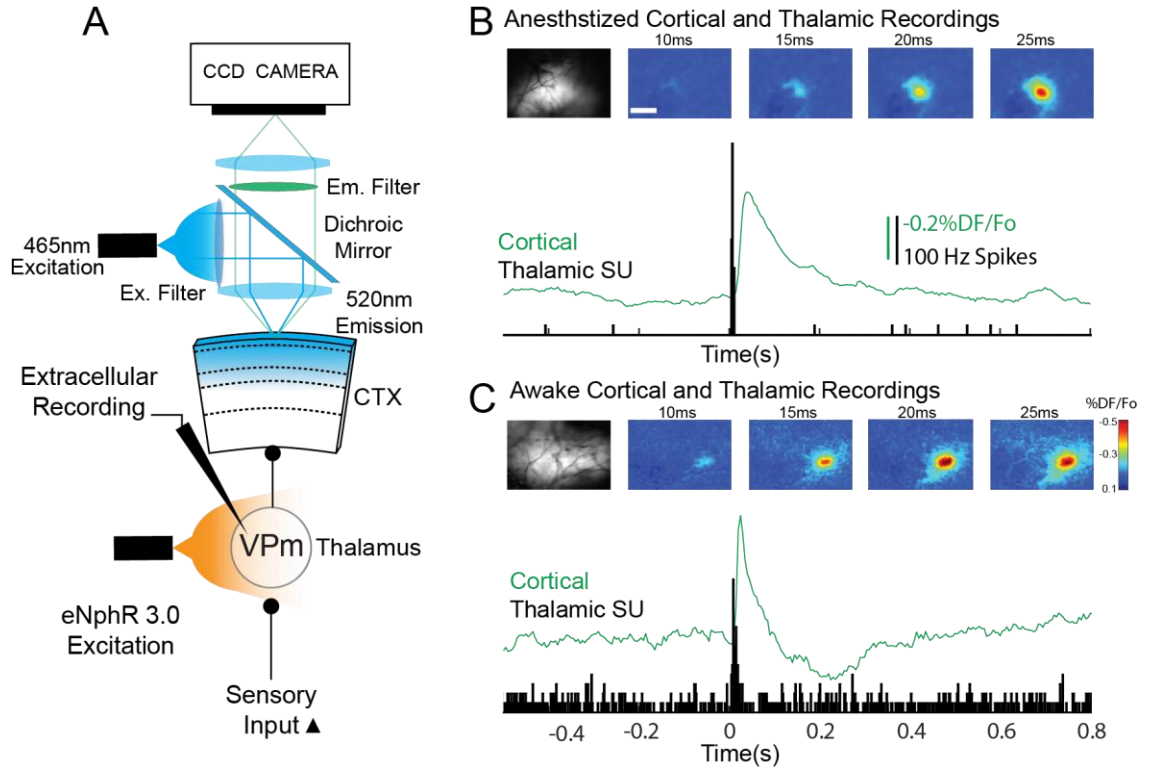 A
CCD CAMERA
Em. Filter
Dichroic
Mirror
465nm
Excitation
Ex. Filter
520nm
Emission
CTX
Extracellular
Recording
VPm
Thalamus
eNphR 3.0
Excitation
Sensory
Input ▲
B
Anesthstized Cortical and Thalamic Recordings
10ms 15ms 20ms 25ms
Cortical
Thalamic SU
-0.2%DF/Fo
100 Hz Spikes
Time(s)
C
Awake Cortical and Thalamic Recordings
10ms 15ms 20ms 25ms
%DF/Fo
-0.5
-0.3
0.1
Cortical
Thalamic SU
-0.4 -0.2 0 0.2 0.4 0.6 0.8
Time(s)